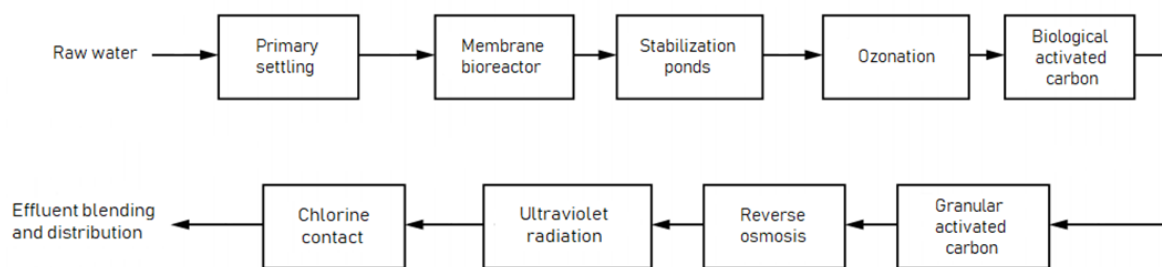 Raw water
Primary
settling
Membrane
bioreactor
Stabilization
ponds
Ozonation
Biological
activated
carbon
Effluent blending
and distribution
Chlorine
contact
Ultraviolet
radiation
Reverse
osmosis
Granular
activated
carbon